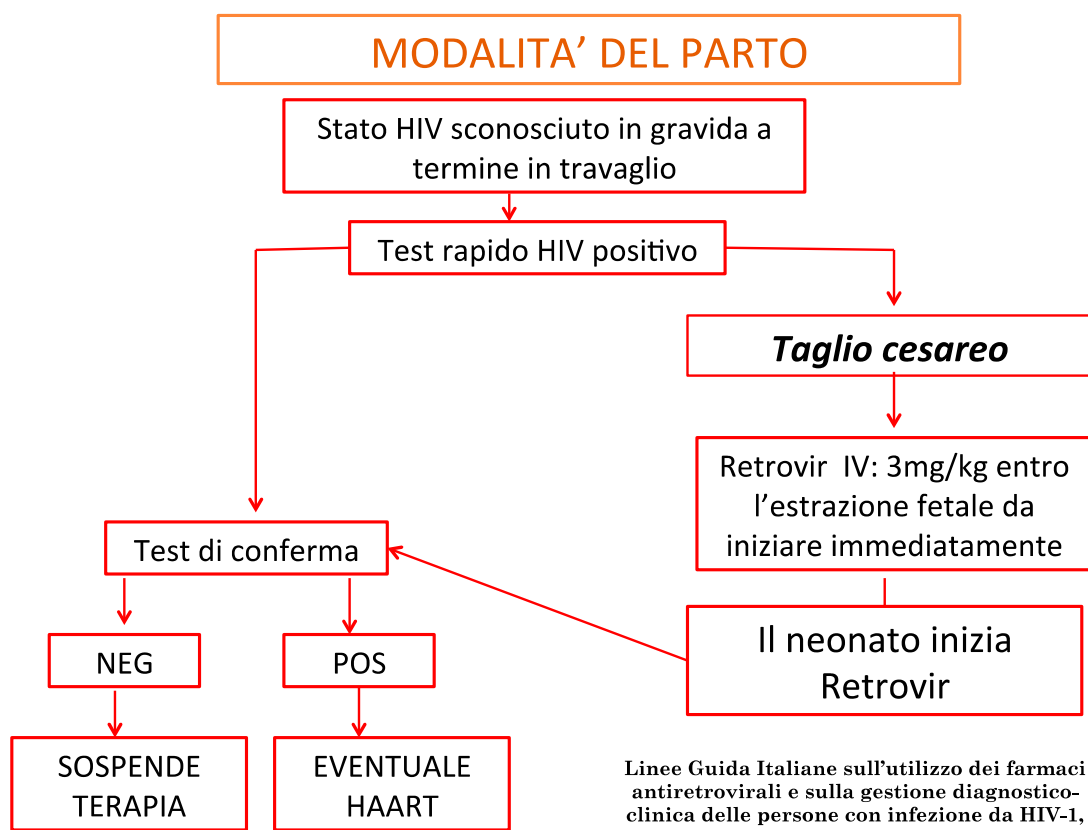 MODALITA’ DEL PARTO
Stato HIV sconosciuto in gravida a
termine in travaglio
Test rapido HIV positivo
Taglio cesareo
Retrovir IV: 3mg/kg entro
l’estrazione fetale da
iniziare immediatamente
Test di conferma
Il neonato inizia
Retrovir
NEG
POS
SOSPENDE
TERAPIA
EVENTUALE
HAART
Linee Guida Italiane sull’utilizzo dei farmaci
antiretrovirali e sulla gestione diagnostico-
clinica delle persone con infezione da HIV-1,